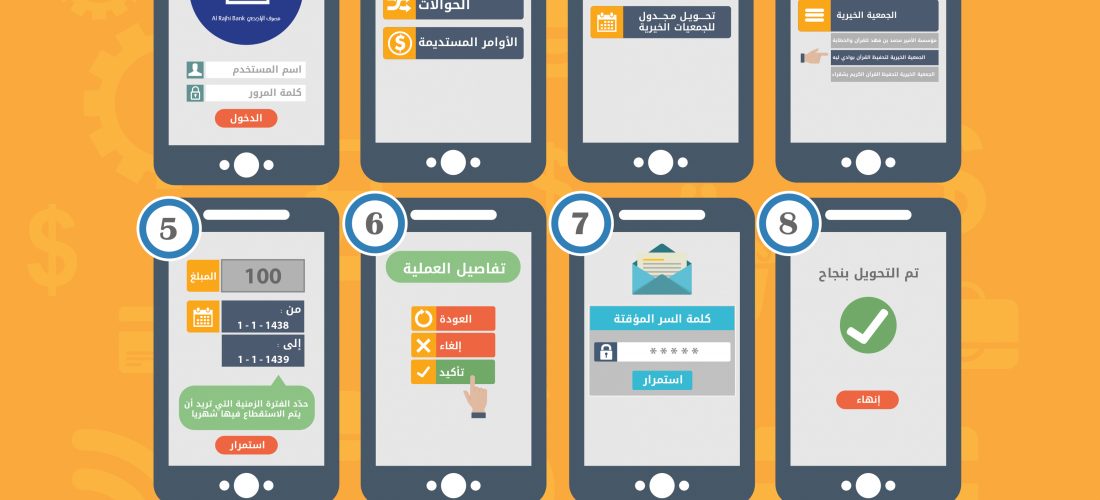 مصرف الراجحي
Al Rajhi Bank
اسم المستخدم
كلمة المرور
الدخول
الحوالات
الأوامر المستديمة
تحويل مجدول
للجمعيات الخيرية
الجمعية الخيرية
مؤسسة الأمير محمد بن فهد للقرآن والخطابة
الجمعية الخيرية لتحفيظ القرآن بوادي ليه
الجمعية الخيرية لتحفيظ القرآن الكريم بشقراء
5
المبلغ
100
من :
1 - 1 - 1438
إلى :
1 - 1 - 1439
حدّد الفترة الزمنية التي تريد أن
يتم الاستقطاع فيها شهرياً
استمرار
6
تفاصيل العملية
العودة
إلغاء
تأكيد
7
كلمة السر المؤقتة
*****
استمرار
8
تم التحويل بنجاح
إنهاء